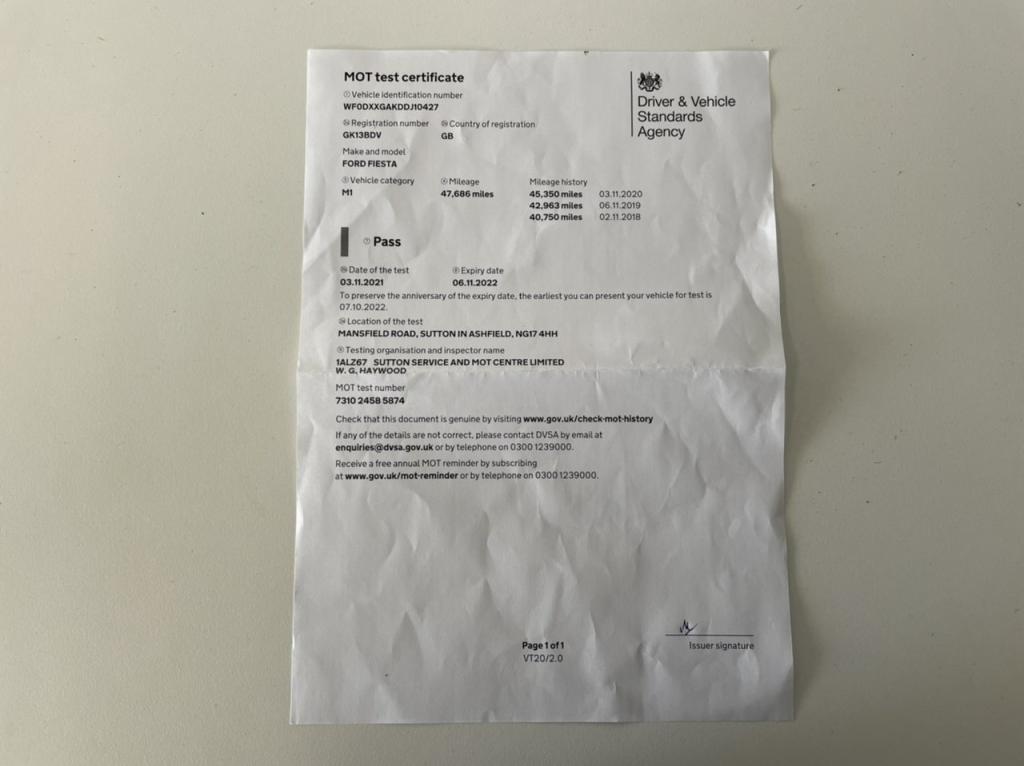 MOT test certificate
Vehicle identification number
WF0DXXGAKDDJ10427
Registration number Country of registration
GK13BDV GB
Make and model
FORD FIESTA
Vehicle category Mileage Mileage history
M1 47,686 miles 45,350 miles 03.11.2020
42,963 miles 06.11.2019
40,750 miles 02.11.2018
Driver & Vehicle
Standards
Agency
Pass
Date of the test Expiry date
03.11.2021 06.11.2022
To preserve the anniversary of the expiry date, the earliest you can present your vehicle for test is
07.10.2022.
Location of the test
MANSFIELD ROAD, SUTTON IN ASHFIELD, NG17 4HH
Testing organisation and inspector name
1ALZ67 SUTTON SERVICE AND MOT CENTRE LIMITED
W. G. HAYWOOD
MOT test number
7310 2458 5874
Check that this document is genuine by visiting www.gov.uk/check-mot-history
If any of the details are not correct, please contact DVSA by email at
enquiries@dvsa.gov.uk or by telephone on 0300 1239000.
Receive a free annual MOT reminder by subscribing
at www.gov.uk/mot-reminder or by telephone on 0300 1239000.
Issuer signature
Page 1 of 1
VT20/2.0